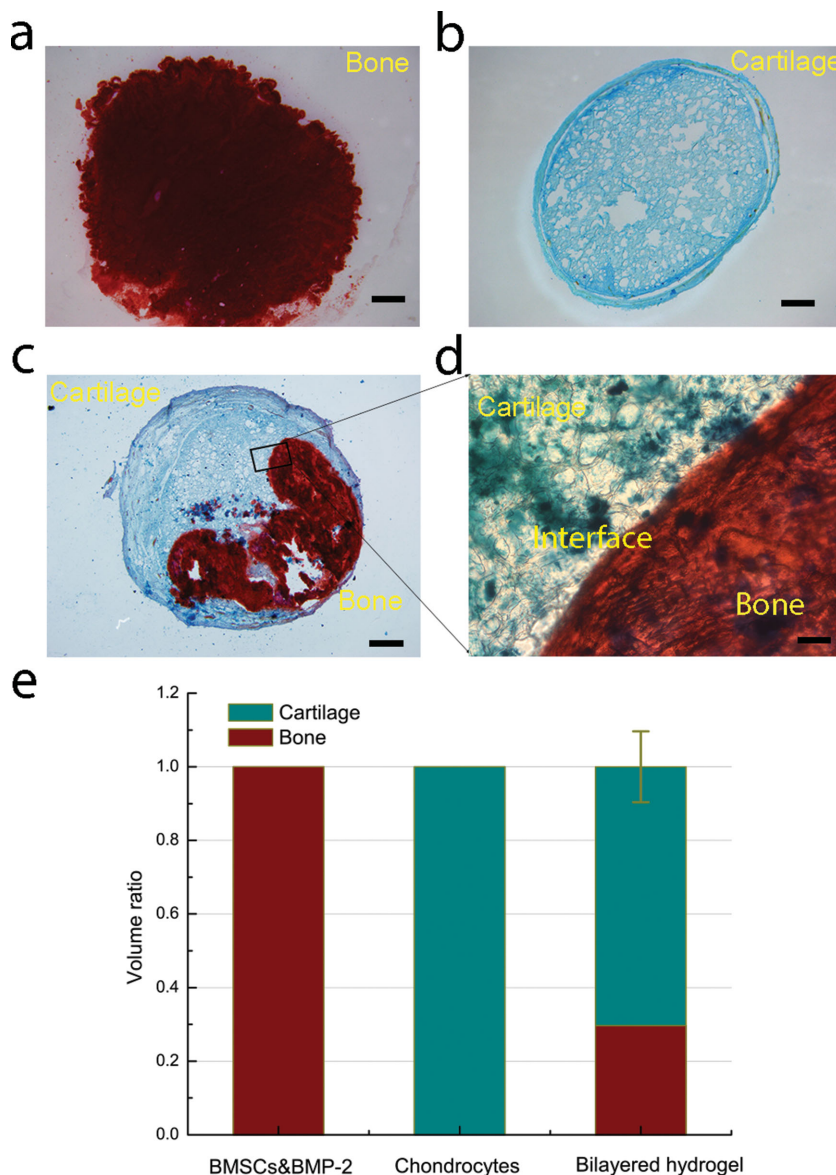 a
Bone
b
Cartilage
c
Cartilage
Bone
d
Cartilage
Interface
Bone
e
1.2
1.0
0.8
0.6
0.4
0.2
0.0
Volume ratio
Cartilage
Bone
BMSCs&BMP-2
Chondrocytes
Bilayered hydrogel